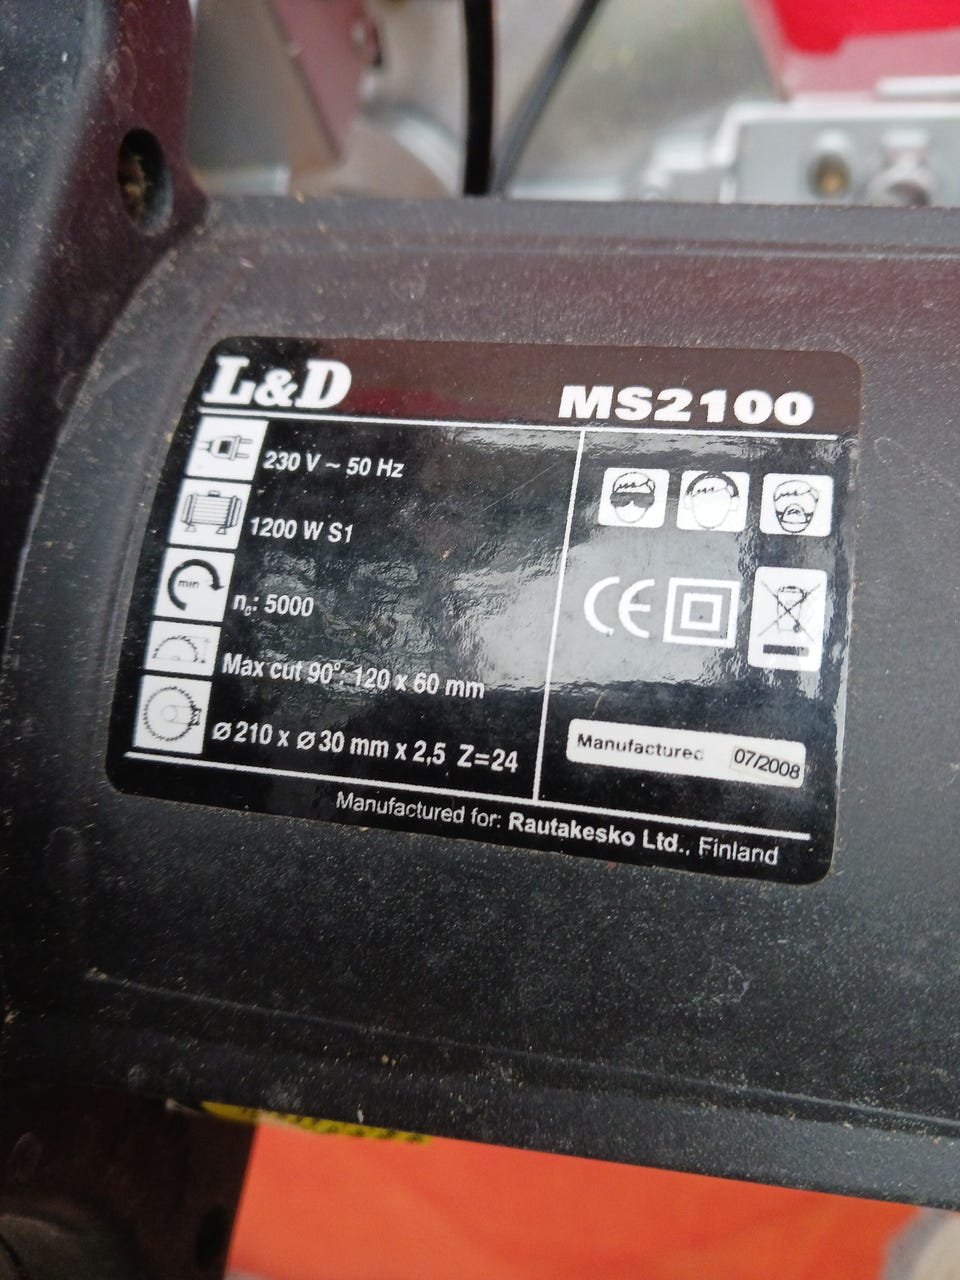 L&D
MS2100
230 V ~ 50 Hz
1200 W S1
min
n₀: 5000
Max cut 90°: 120 x 60 mm
ø 210 x ø 30 mm x 2,5 Z=24
CE
Manufactured 07/2008
Manufactured for: Rautakesko Ltd., Finland